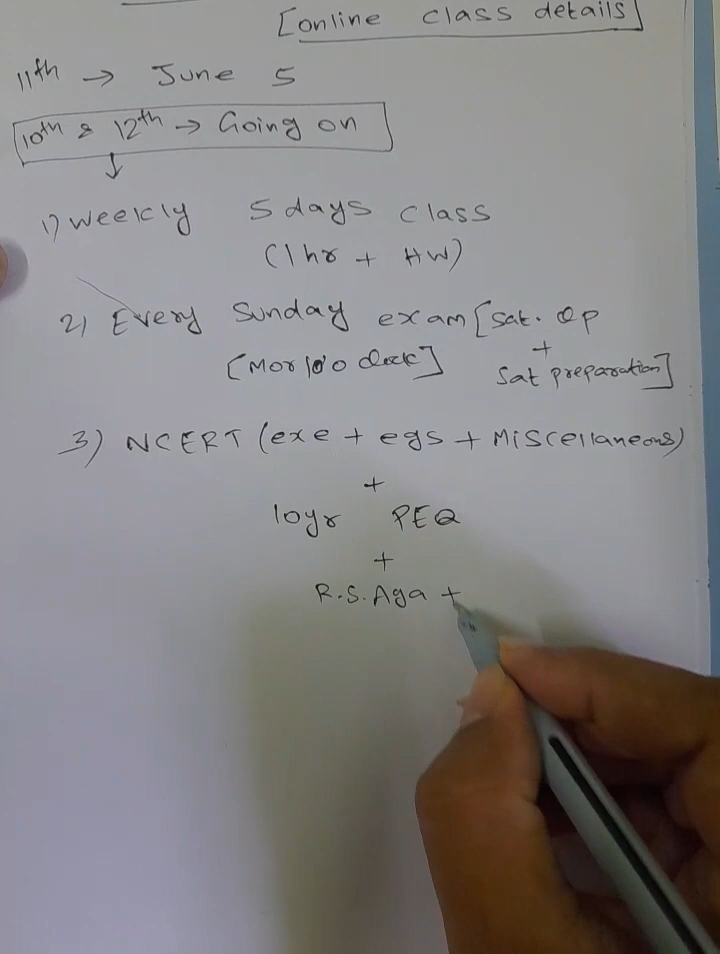 [online class details]
11th → June 5
10th & 12th → Going on
1) Weekly 5 days class
(1 hr + HW)
2) Every Sunday exam [Sat. QP
+
[Mor 10'o clock] Sat preparation]
3) NCERT (exe + egs + Miscellaneous)
+
10yr PEQ
+
R.S. Aga +